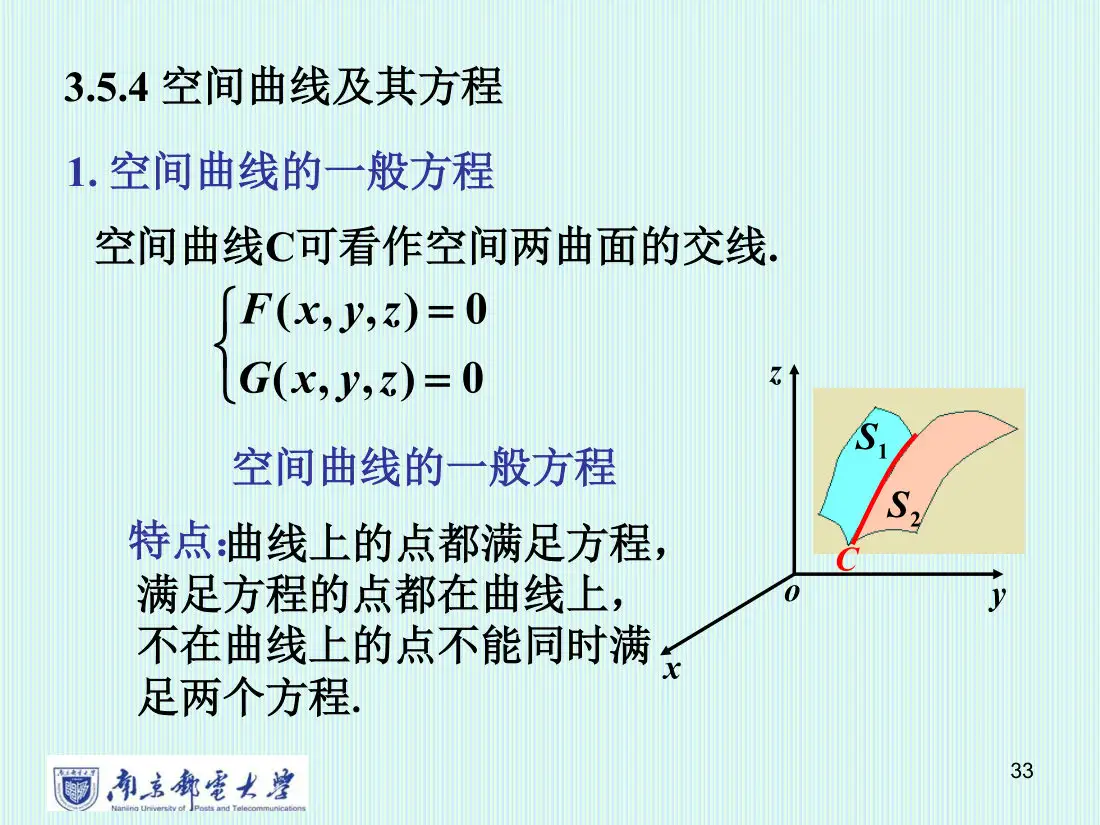 3.5.4 空间曲线及其方程
1. 空间曲线的一般方程
空间曲线C可看作空间两曲面的交线.
F(x, y, z) = 0
G(x, y, z) = 0
空间曲线的一般方程
特点:曲线上的点都满足方程，
满足方程的点都在曲线上，
不在曲线上的点不能同时满
足两个方程.
z
S1
S2
C
o
y
x
南京邮电大学
Nanjing University of Posts and Telecommunications
33